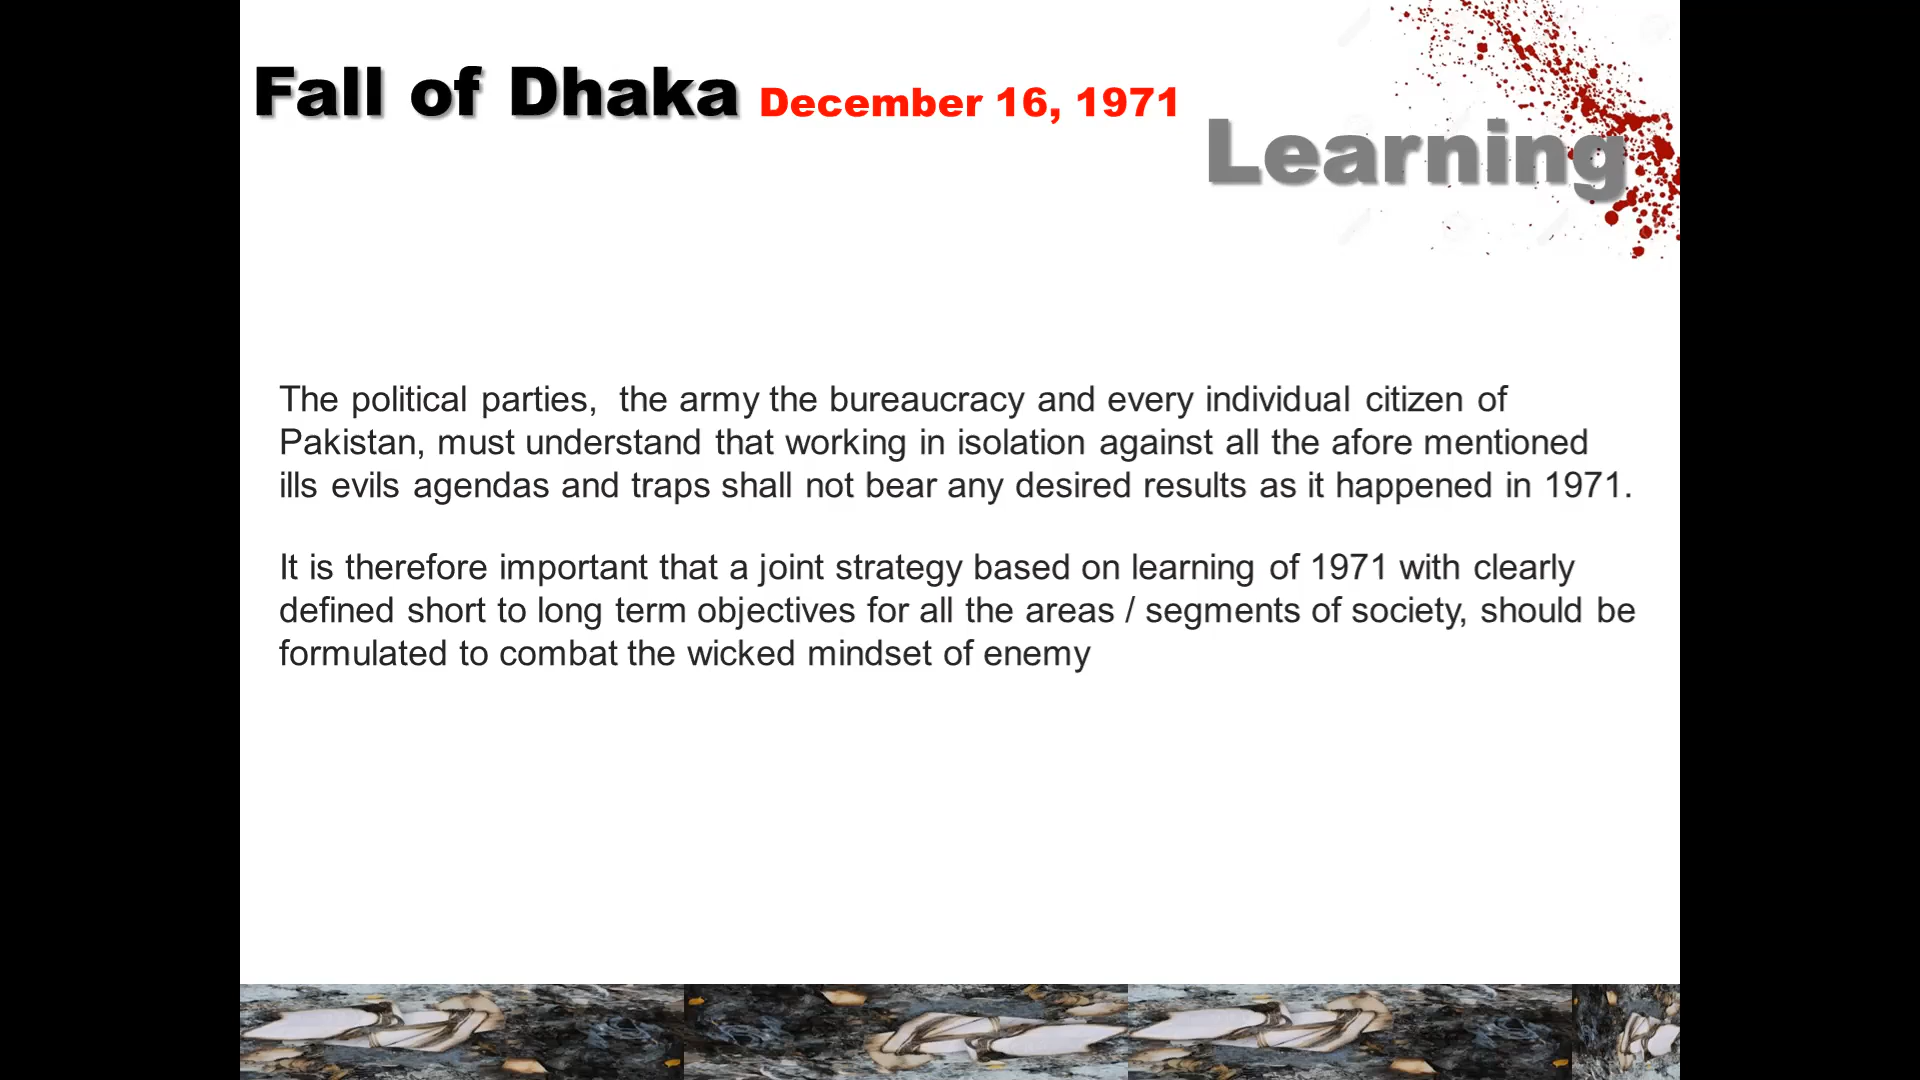 Fall of Dhaka December 16, 1971
Learning
The political parties,  the army the bureaucracy and every individual citizen of
Pakistan, must understand that working in isolation against all the afore mentioned
ills evils agendas and traps shall not bear any desired results as it happened in 1971.
It is therefore important that a joint strategy based on learning of 1971 with clearly
defined short to long term objectives for all the areas / segments of society, should be
formulated to combat the wicked mindset of enemy